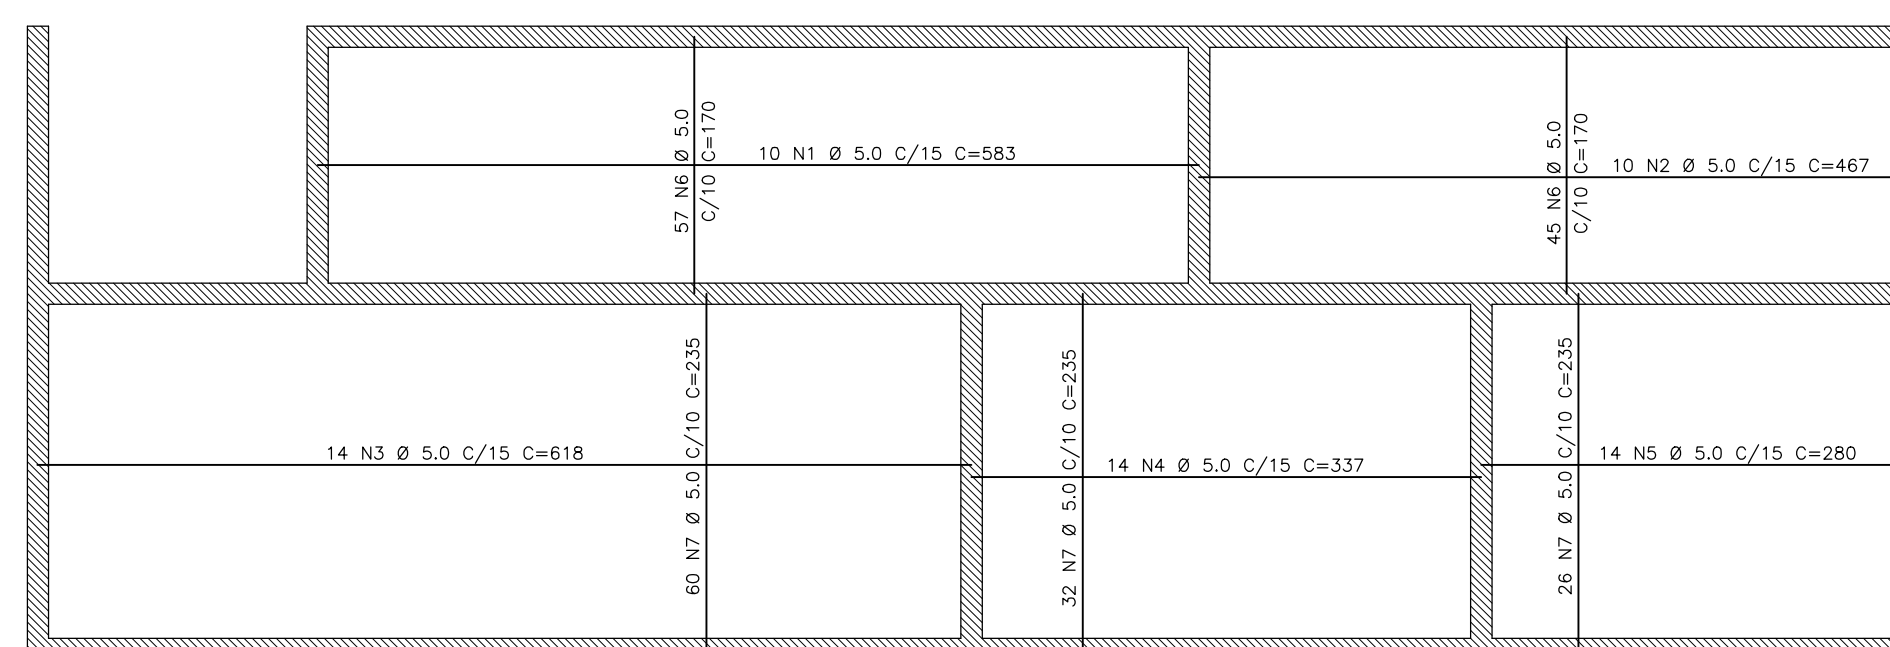 57 N6 Ø 5.0
C/10 C=170
10 N1 Ø 5.0 C/15 C=583
45 N6 Ø 5.0
C/10 C=170
10 N2 Ø 5.0 C/15 C=467
14 N3 Ø 5.0 C/15 C=618
60 N7 Ø 5.0 C/10 C=235
32 N7 Ø 5.0 C/10 C=235
14 N4 Ø 5.0 C/15 C=337
26 N7 Ø 5.0 C/10 C=235
14 N5 Ø 5.0 C/15 C=280